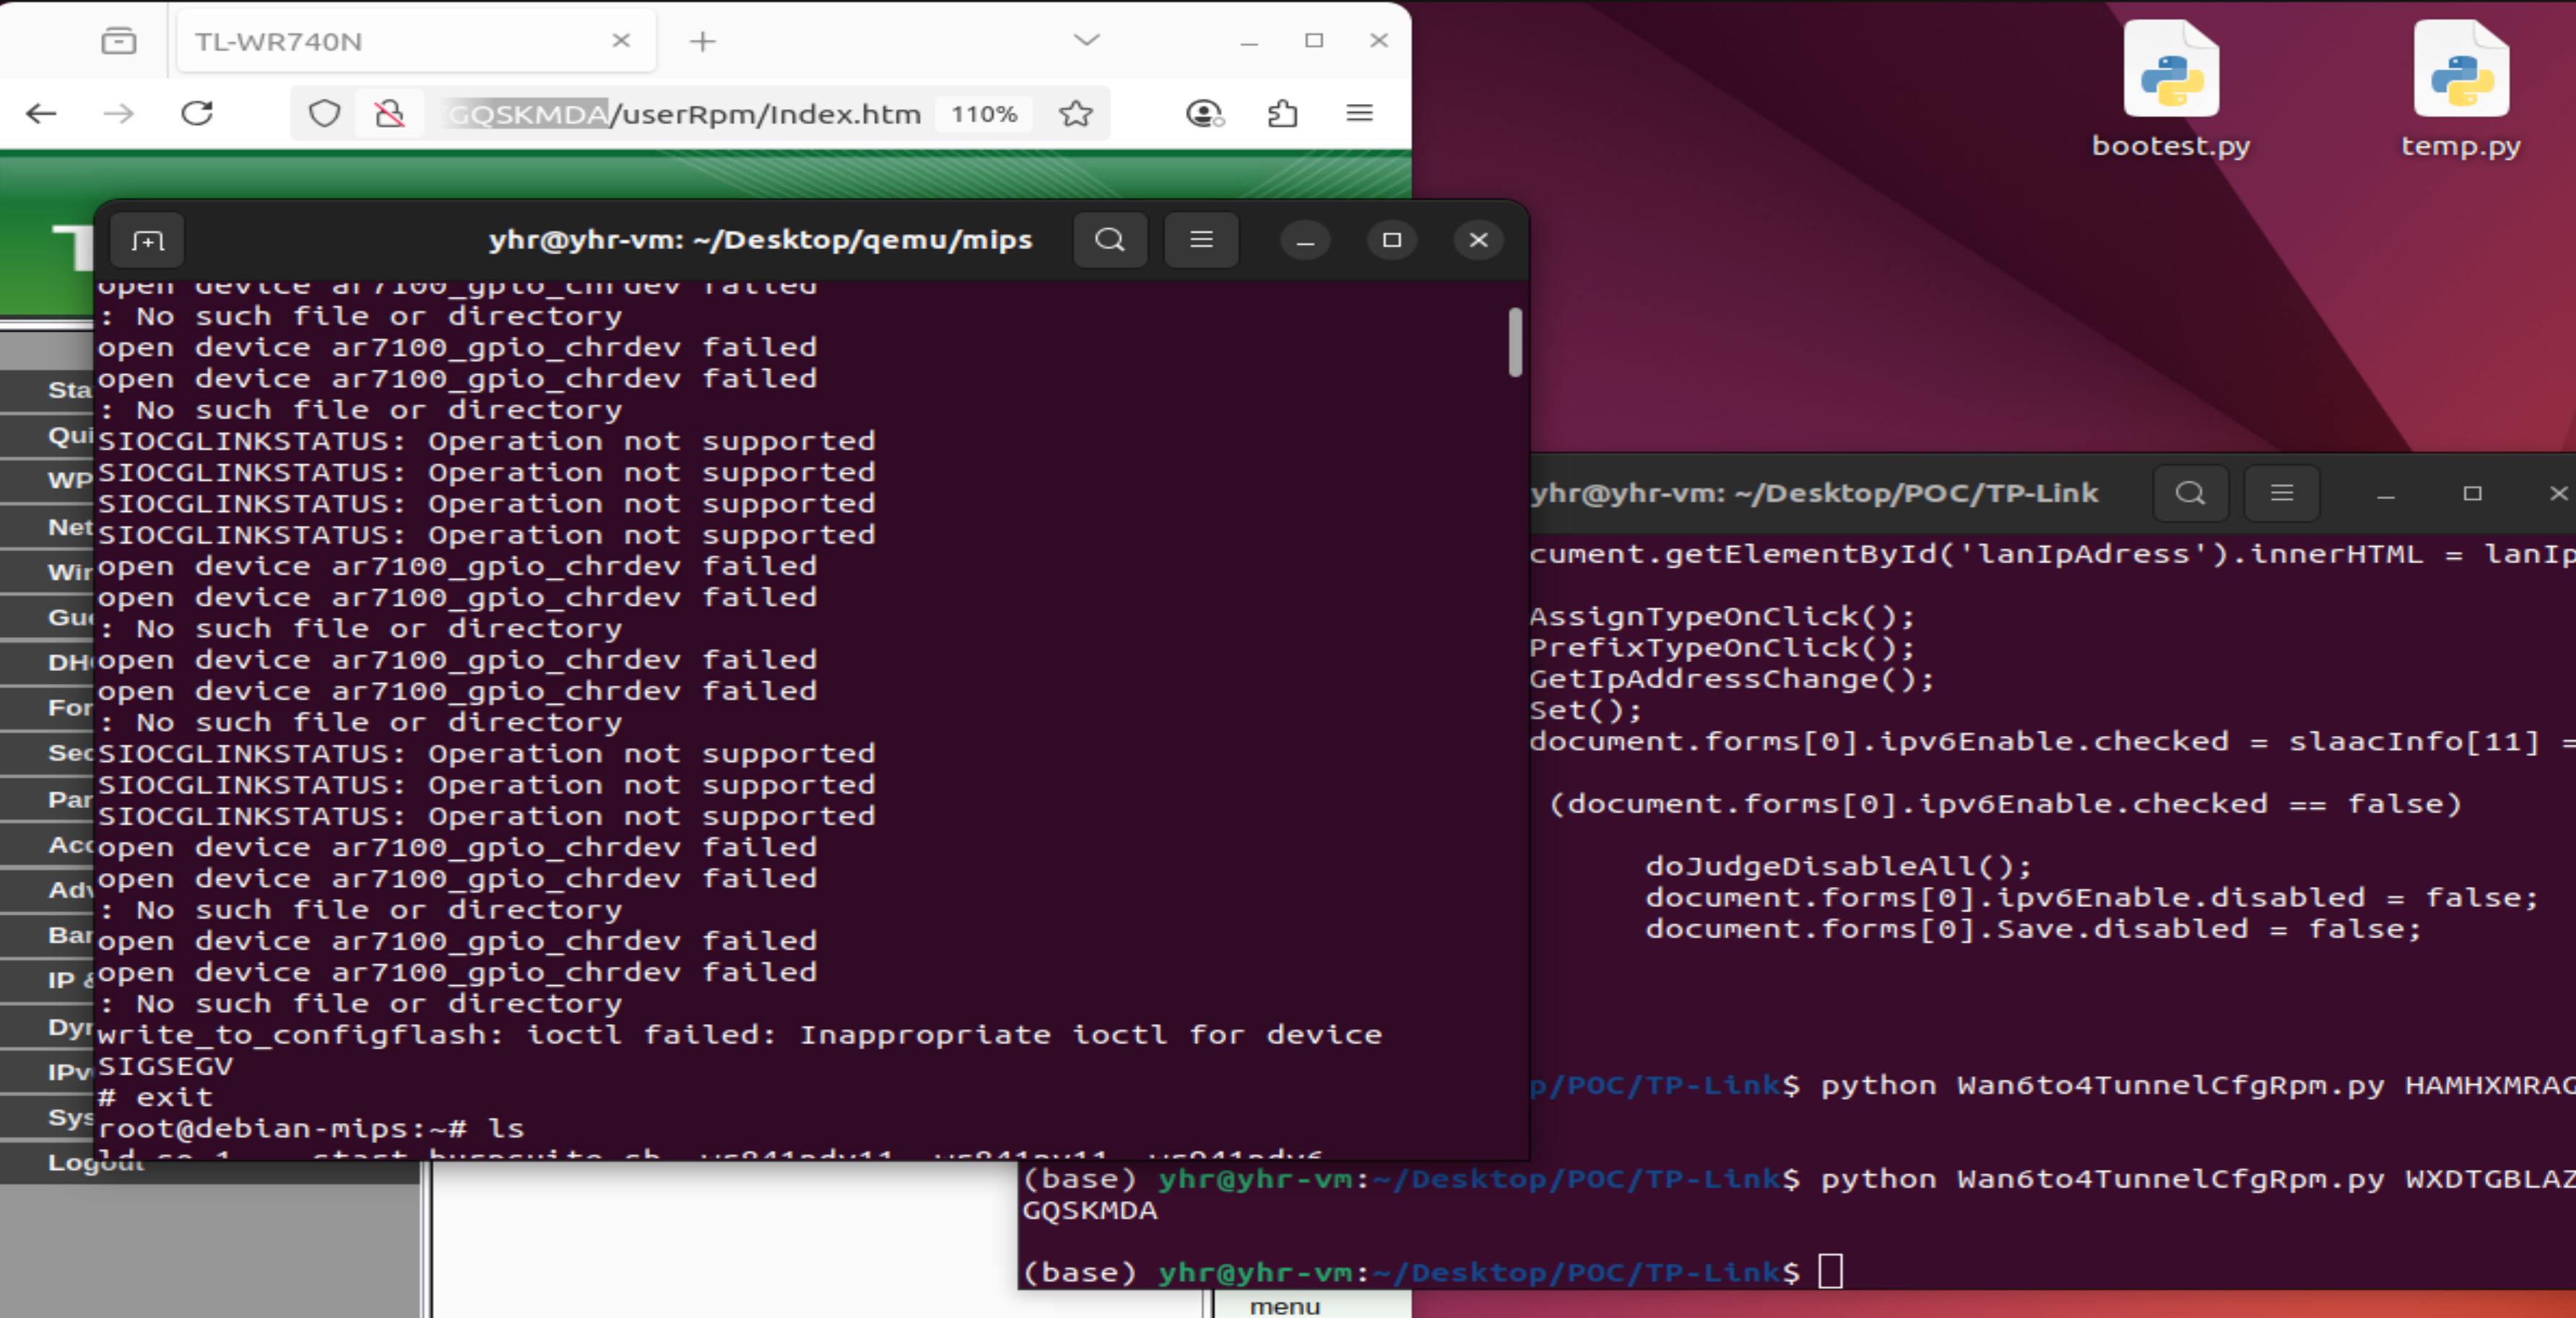 TL-WR740N
GQSKMDA/userRpm/Index.htm 110%
bootest.py
temp.py
T
yhr@yhr-vm: ~/Desktop/qemu/mips
open device ar7100_gpio_chrdev failed
: No such file or directory
open device ar7100_gpio_chrdev failed
open device ar7100_gpio_chrdev failed
: No such file or directory
SIOCGLINKSTATUS: Operation not supported
SIOCGLINKSTATUS: Operation not supported
SIOCGLINKSTATUS: Operation not supported
SIOCGLINKSTATUS: Operation not supported
open device ar7100_gpio_chrdev failed
open device ar7100_gpio_chrdev failed
: No such file or directory
open device ar7100_gpio_chrdev failed
open device ar7100_gpio_chrdev failed
: No such file or directory
SIOCGLINKSTATUS: Operation not supported
SIOCGLINKSTATUS: Operation not supported
SIOCGLINKSTATUS: Operation not supported
open device ar7100_gpio_chrdev failed
open device ar7100_gpio_chrdev failed
: No such file or directory
open device ar7100_gpio_chrdev failed
open device ar7100_gpio_chrdev failed
: No such file or directory
write_to_configflash: ioctl failed: Inappropriate ioctl for device
SIGSEGV
# exit
root@debian-mips:~# ls
Sta
Qui
WP
Net
Wir
Gue
DH
For
Sec
Par
Acc
Adv
Ban
IP &
Dyn
IPv
Sys
Logout
yhr@yhr-vm: ~/Desktop/POC/TP-Link
cument.getElementById('lanIpAdress').innerHTML = lanIp
AssignTypeOnClick();
PrefixTypeOnClick();
GetIpAddressChange();
Set();
document.forms[0].ipv6Enable.checked = slaacInfo[11] =
(document.forms[0].ipv6Enable.checked == false)
doJudgeDisableAll();
document.forms[0].ipv6Enable.disabled = false;
document.forms[0].Save.disabled = false;
p/POC/TP-Link$ python Wan6to4TunnelCfgRpm.py HAMHXMRAG
(base) yhr@yhr-vm:~/Desktop/POC/TP-Link$ python Wan6to4TunnelCfgRpm.py WXDTGBLAZ
GQSKMDA
(base) yhr@yhr-vm:~/Desktop/POC/TP-Link$
menu